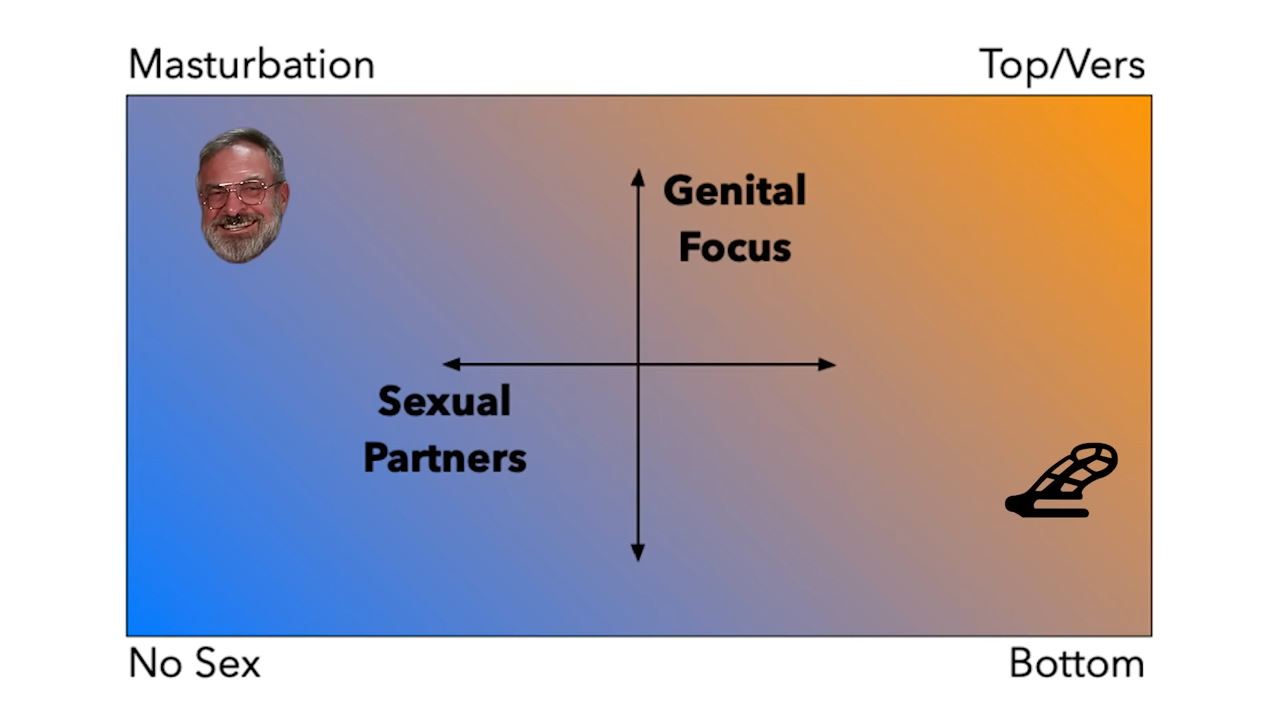 Masturbation
Top/Vers
Genital
Focus
Sexual
Partners
No Sex
Bottom